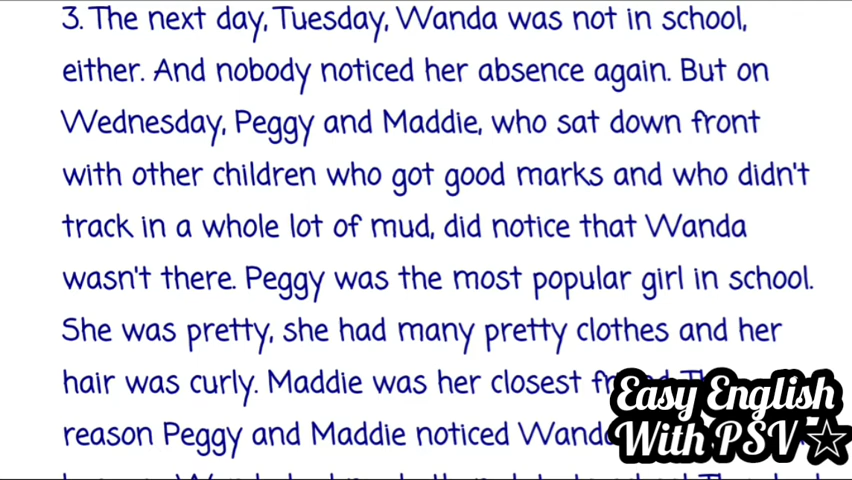 3. The next day, Tuesday, Wanda was not in school,
either. And nobody noticed her absence again. But on
Wednesday, Peggy and Maddie, who sat down front
with other children who got good marks and who didn't
track in a whole lot of mud, did notice that Wanda
wasn't there. Peggy was the most popular girl in school.
She was pretty, she had many pretty clothes and her
hair was curly. Maddie was her closest
reason Peggy and Maddie noticed
Easy English
With PSV ☆